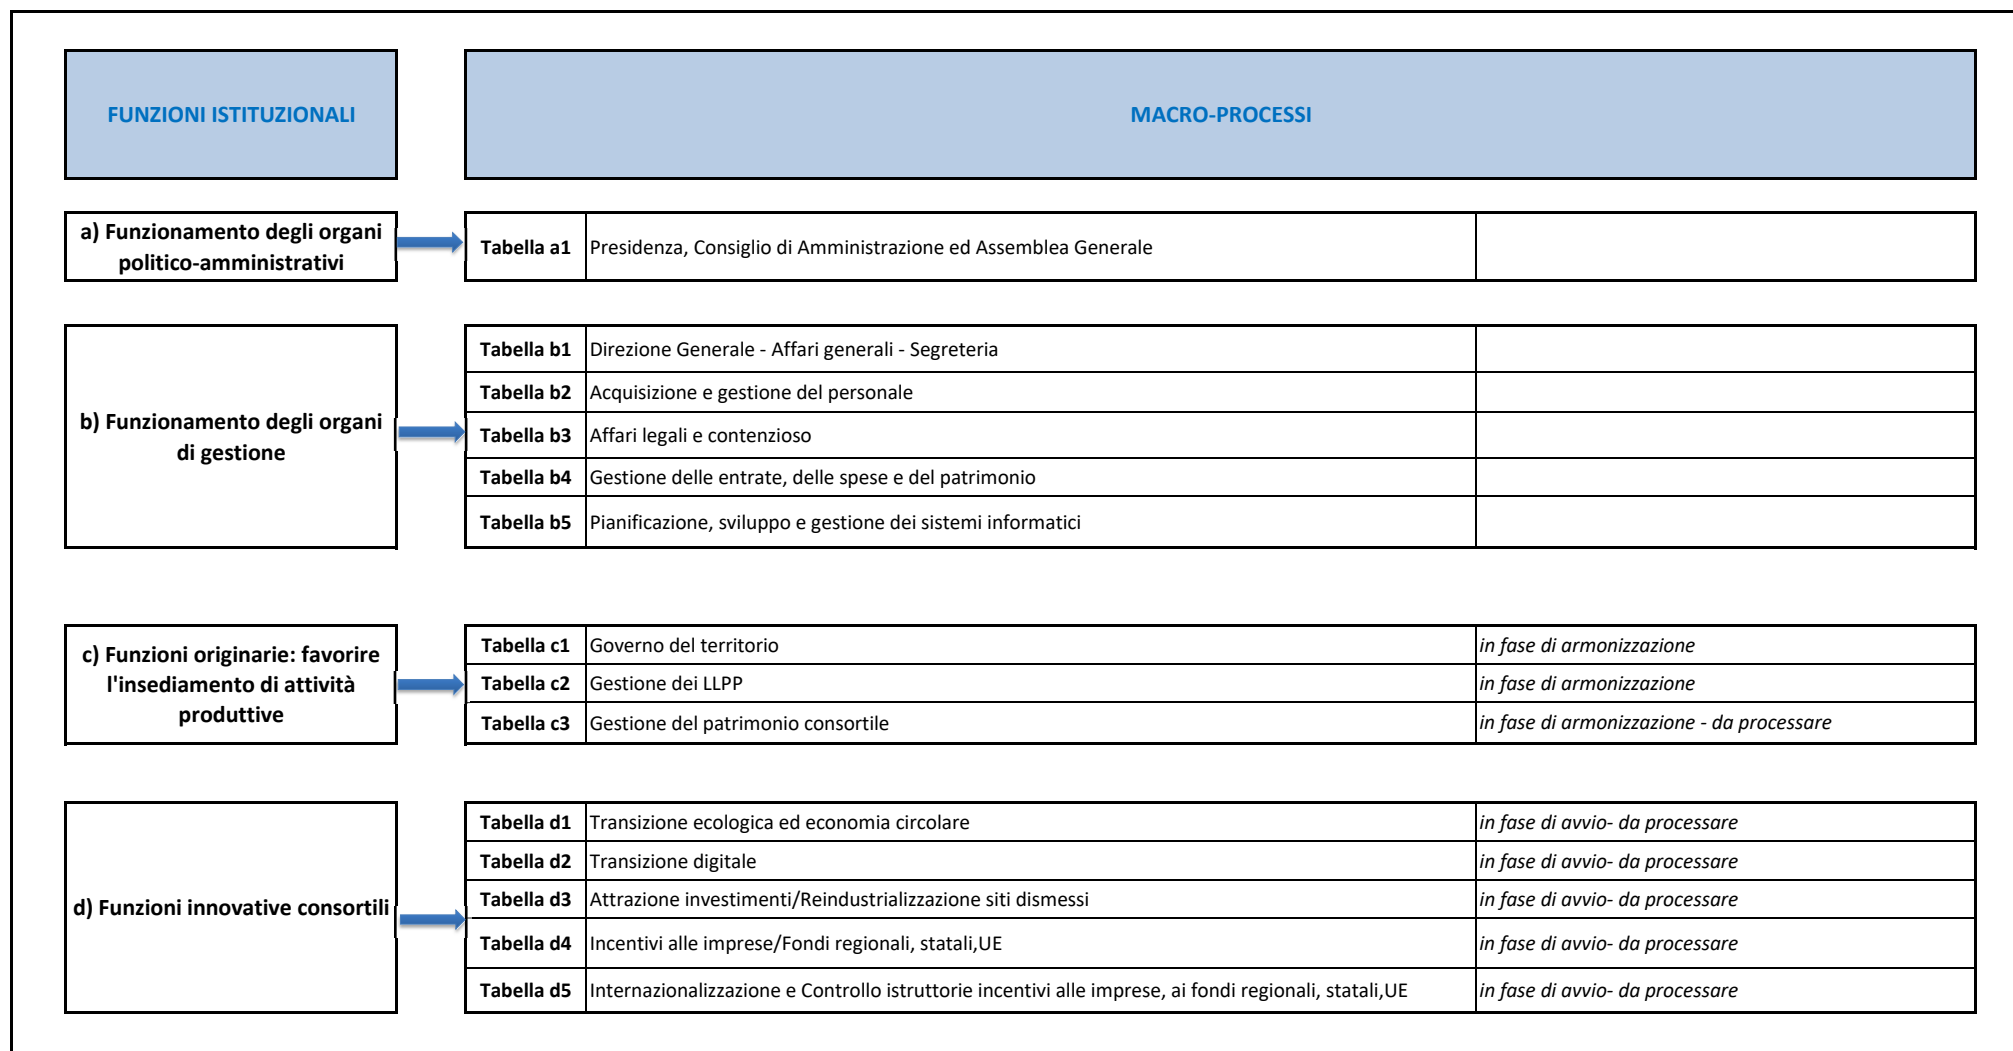 FUNZIONI ISTITUZIONALI
MACRO-PROCESSI
a) Funzionamento degli organi
politico-amministrativi
Tabella a1 Presidenza, Consiglio di Amministrazione ed Assemblea Generale
b) Funzionamento degli organi
di gestione
Tabella b1 Direzione Generale - Affari generali - Segreteria
Tabella b2 Acquisizione e gestione del personale
Tabella b3 Affari legali e contenzioso
Tabella b4 Gestione delle entrate, delle spese e del patrimonio
Tabella b5 Pianificazione, sviluppo e gestione dei sistemi informatici
c) Funzioni originarie: favorire
l'insediamento di attività
produttive
Tabella c1 Governo del territorio in fase di armonizzazione
Tabella c2 Gestione dei LLPP in fase di armonizzazione
Tabella c3 Gestione del patrimonio consortile in fase di armonizzazione - da processare
d) Funzioni innovative consortili
Tabella d1 Transizione ecologica ed economia circolare in fase di avvio- da processare
Tabella d2 Transizione digitale in fase di avvio- da processare
Tabella d3 Attrazione investimenti/Reindustrializzazione siti dismessi in fase di avvio- da processare
Tabella d4 Incentivi alle imprese/Fondi regionali, statali,UE in fase di avvio- da processare
Tabella d5 Internazionalizzazione e Controllo istruttorie incentivi alle imprese, ai fondi regionali, statali,UE in fase di avvio- da processare